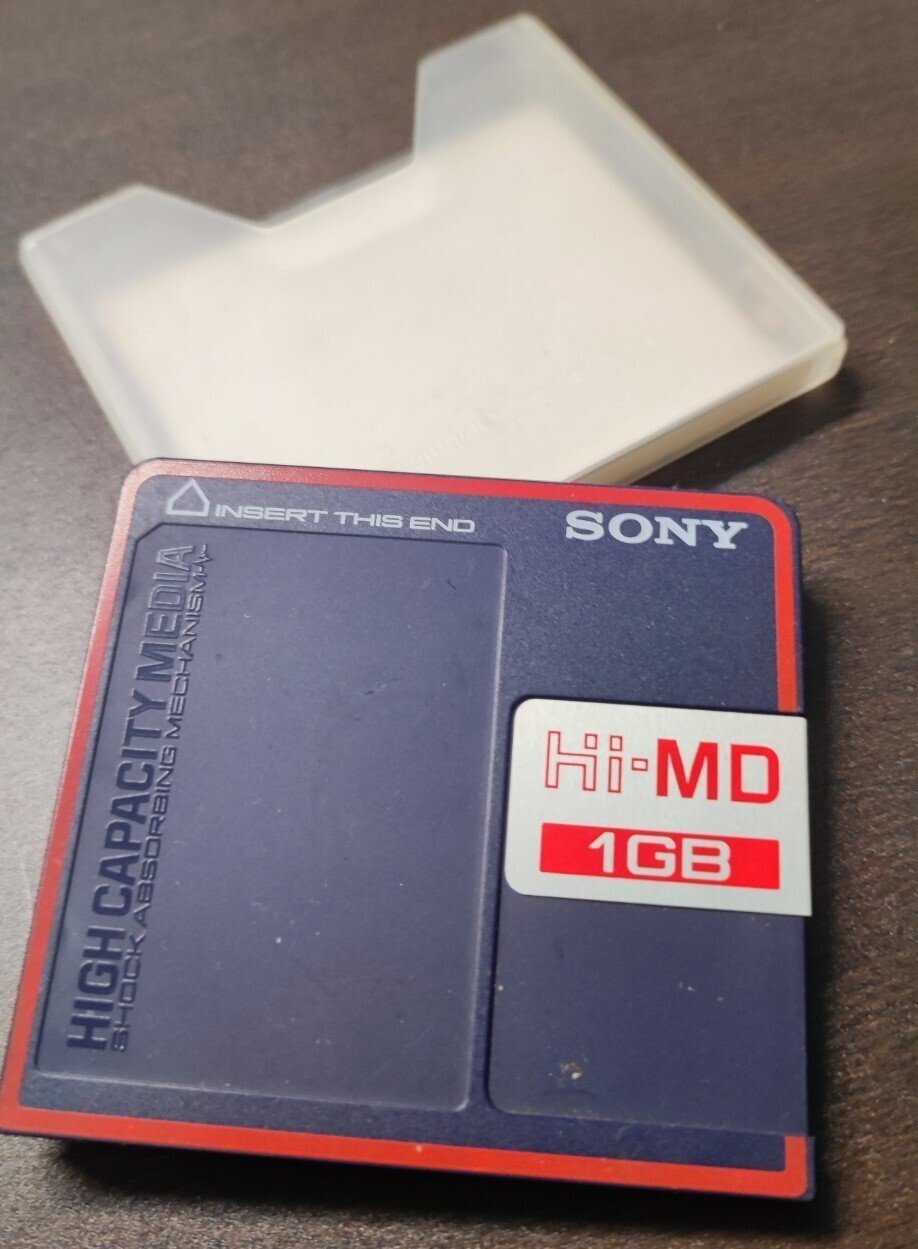 INSERT THIS END
SONY
HIGH CAPACITY MEDIA
SHOCK ABSORBING MECHANISM
Hi-MD
1GB